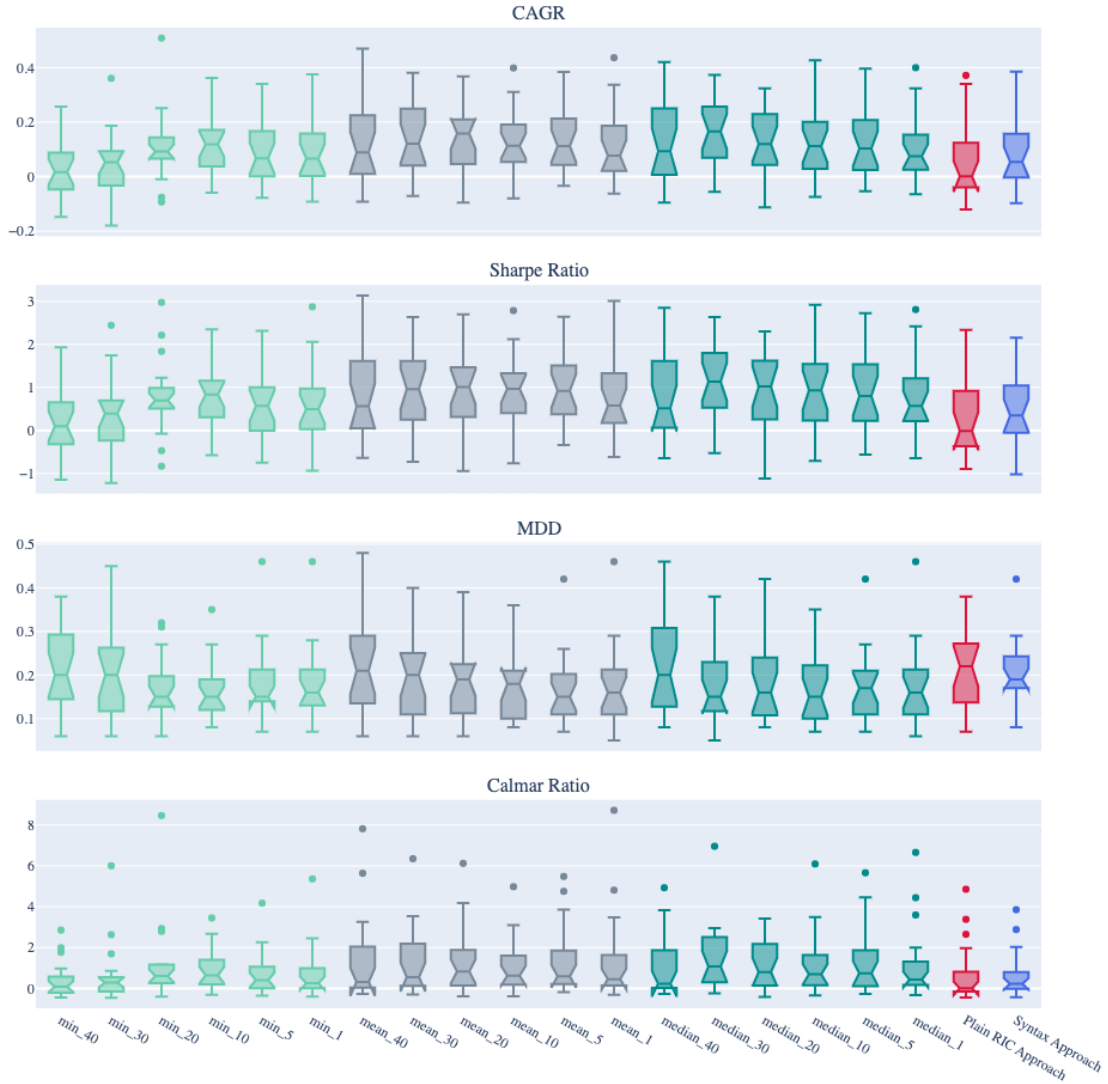 CAGR
0.4
0.2
0
−0.2
Sharpe Ratio
3
2
1
0
−1
MDD
0.5
0.4
0.3
0.2
0.1
Calmar Ratio
8
6
4
2
0
min_40
min_30
min_20
min_10
min_5
min_1
mean_40
mean_30
mean_20
mean_10
mean_5
mean_1
median_40
median_30
median_20
median_10
median_5
median_1
Plain RIC Approach
Syntax Approach